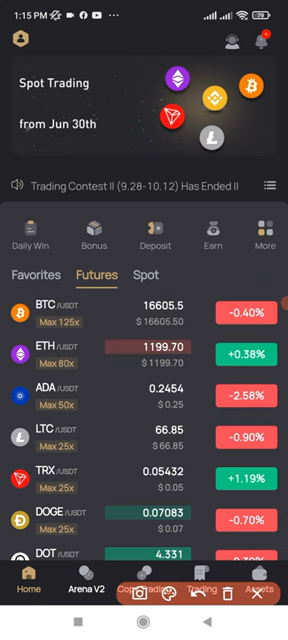 1:15 PM
79
6
Spot Trading
from Jun 30th
Trading Contest II (9.28-10.12) Has Ended II
Daily Win Bonus Deposit Earn More
Favorites Futures Spot
BTC /USDT 16605.5 -0.40%
Max 125x $ 16605.50
ETH /USDT 1199.70 +0.38%
Max 80x $ 1199.70
ADA /USDT 0.2454 -2.58%
Max 50x $ 0.25
LTC /USDT 66.85 -0.90%
Max 25x $ 66.85
TRX /USDT 0.05432 +1.19%
Max 25x $ 0.05
DOGE /USDT 0.07083 -0.70%
Max 25x $ 0.07
DOT /USDT 4.331
Home Arena V2 Copy Trading Trading Assets